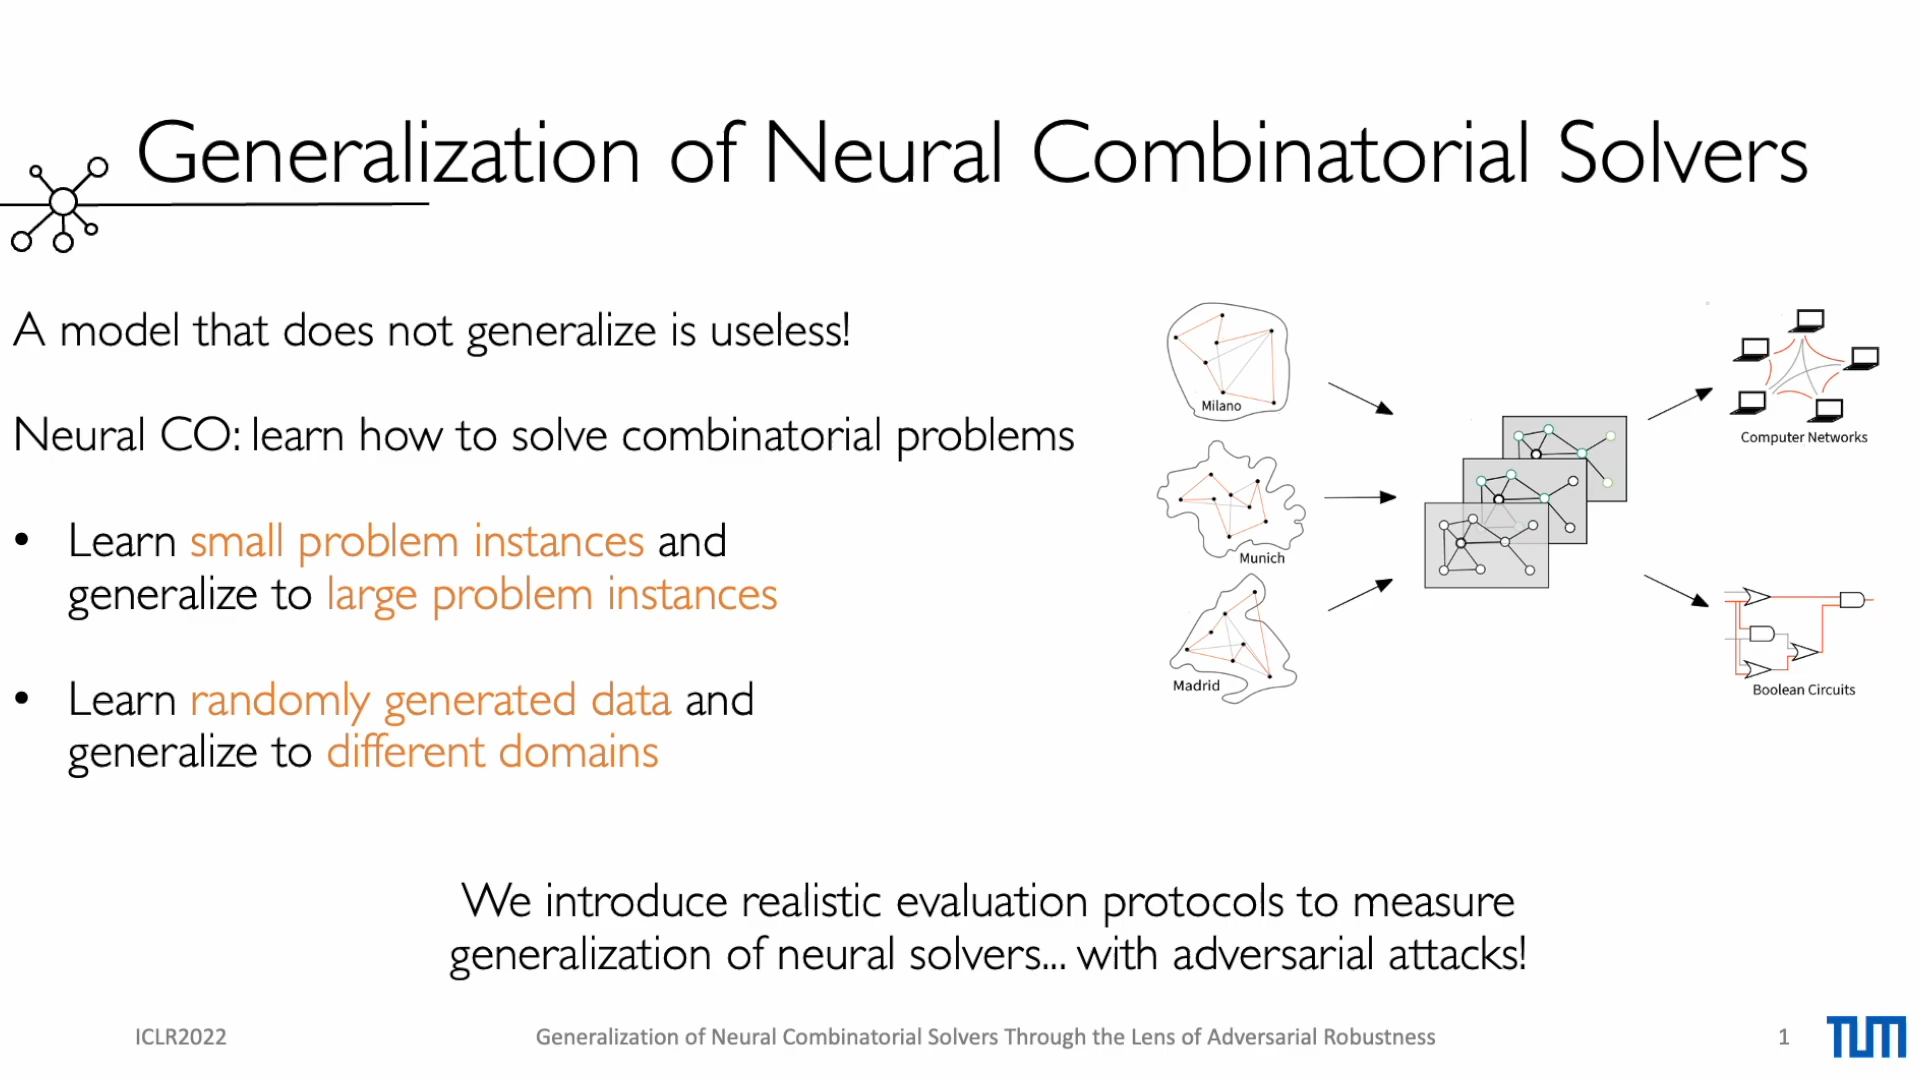 Generalization of Neural Combinatorial Solvers
A model that does not generalize is useless!
Neural CO: learn how to solve combinatorial problems
• Learn small problem instances and
generalize to large problem instances
• Learn randomly generated data and
generalize to different domains
Milano
Munich
Madrid
Computer Networks
Boolean Circuits
We introduce realistic evaluation protocols to measure
generalization of neural solvers... with adversarial attacks!
ICLR2022
Generalization of Neural Combinatorial Solvers Through the Lens of Adversarial Robustness
1
TUM